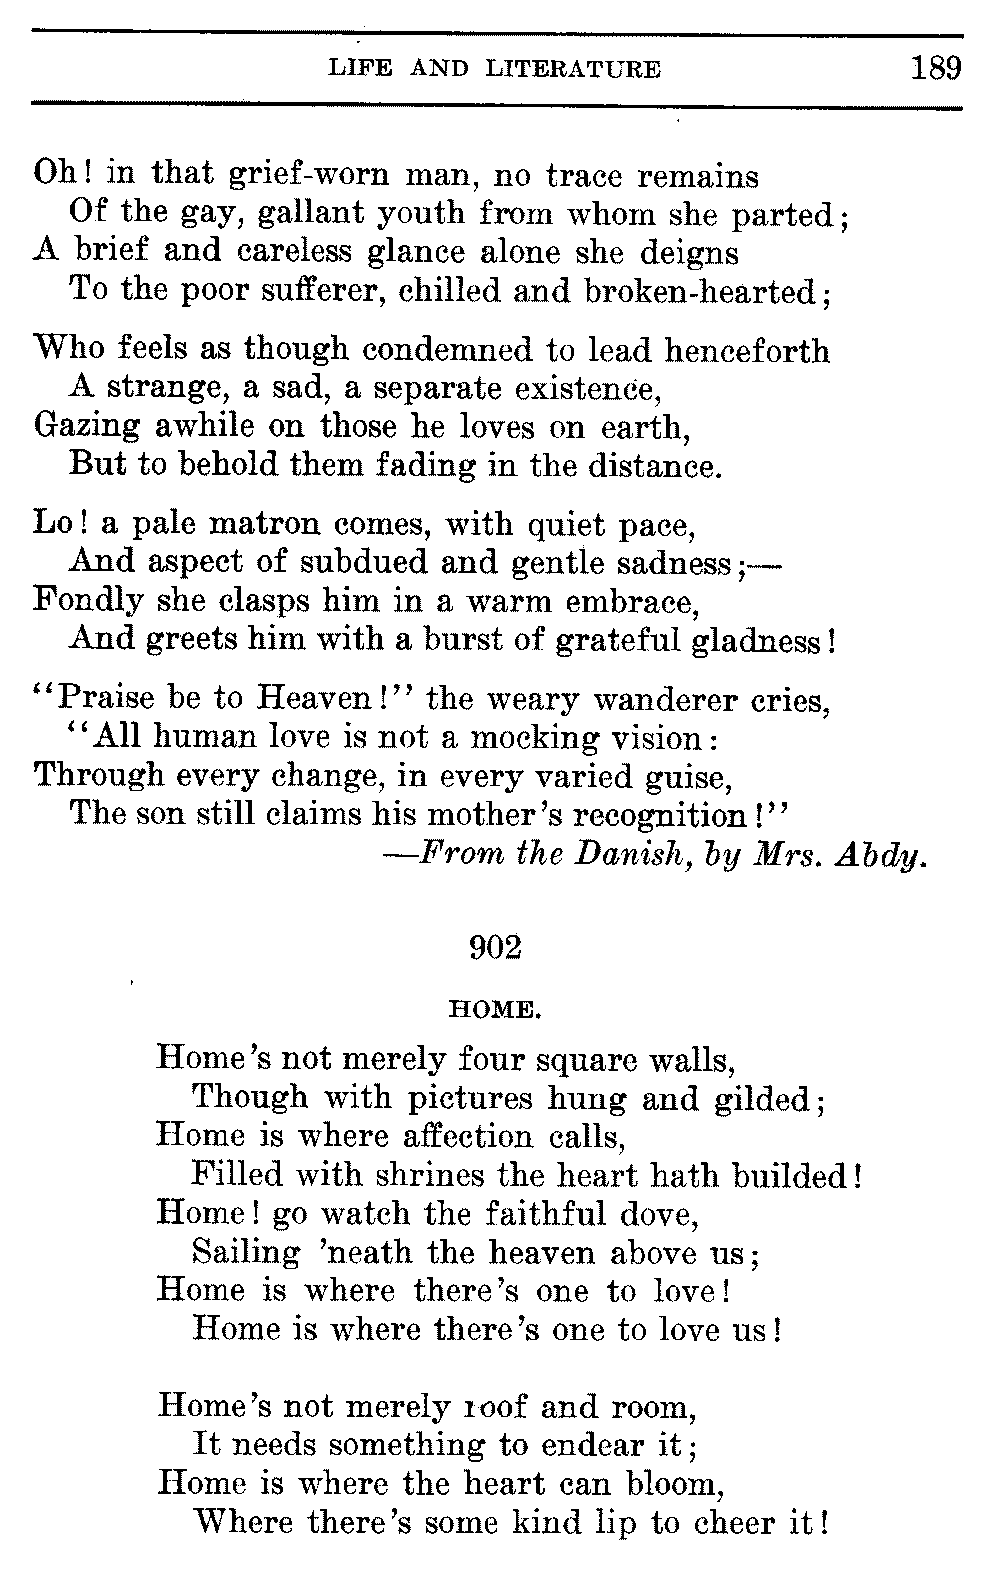 LIFE AND LITERATURE 189
Oh! in that grief-worn man, no trace remains
Of the gay, gallant youth from whom she parted;
A brief and careless glance alone she deigns
To the poor sufferer, chilled and broken-hearted;
Who feels as though condemned to lead henceforth
A strange, a sad, a separate existence,
Gazing awhile on those he loves on earth,
But to behold them fading in the distance.
Lo! a pale matron comes, with quiet pace,
And aspect of subdued and gentle sadness;—
Fondly she clasps him in a warm embrace,
And greets him with a burst of grateful gladness!
“Praise be to Heaven!” the weary wanderer cries,
“All human love is not a mocking vision:
Through every change, in every varied guise,
The son still claims his mother's recognition!”
—From the Danish, by Mrs. Abdy.
902
HOME.
Home's not merely four square walls,
Though with pictures hung and gilded;
Home is where affection calls,
Filled with shrines the heart hath builded!
Home! go watch the faithful dove,
Sailing 'neath the heaven above us;
Home is where there's one to love!
Home is where there's one to love us!
Home's not merely roof and room,
It needs something to endear it;
Home is where the heart can bloom,
Where there's some kind lip to cheer it!